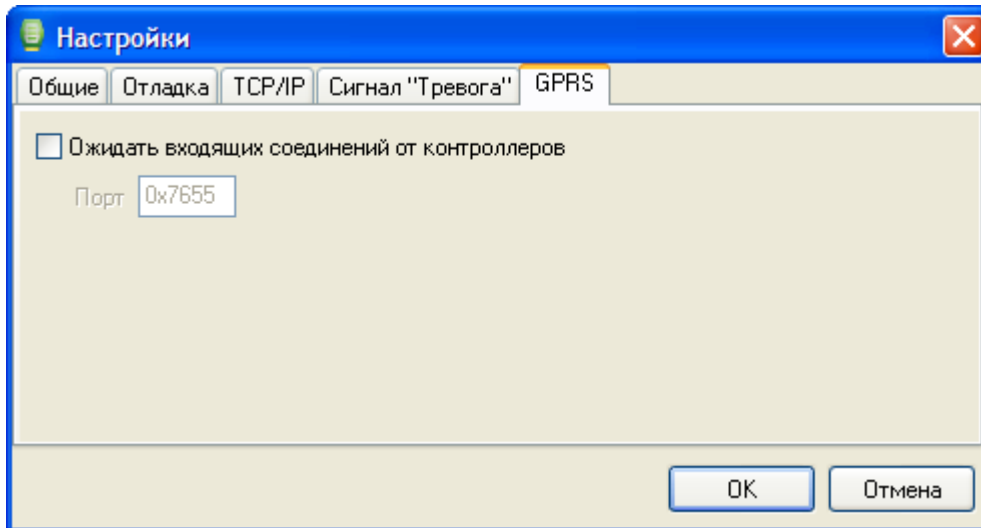 Настройки
Общие Отладка TCP/IP Сигнал "Тревога" GPRS
Ожидать входящих соединений от контроллеров
Порт 0x7655
OK Отмена